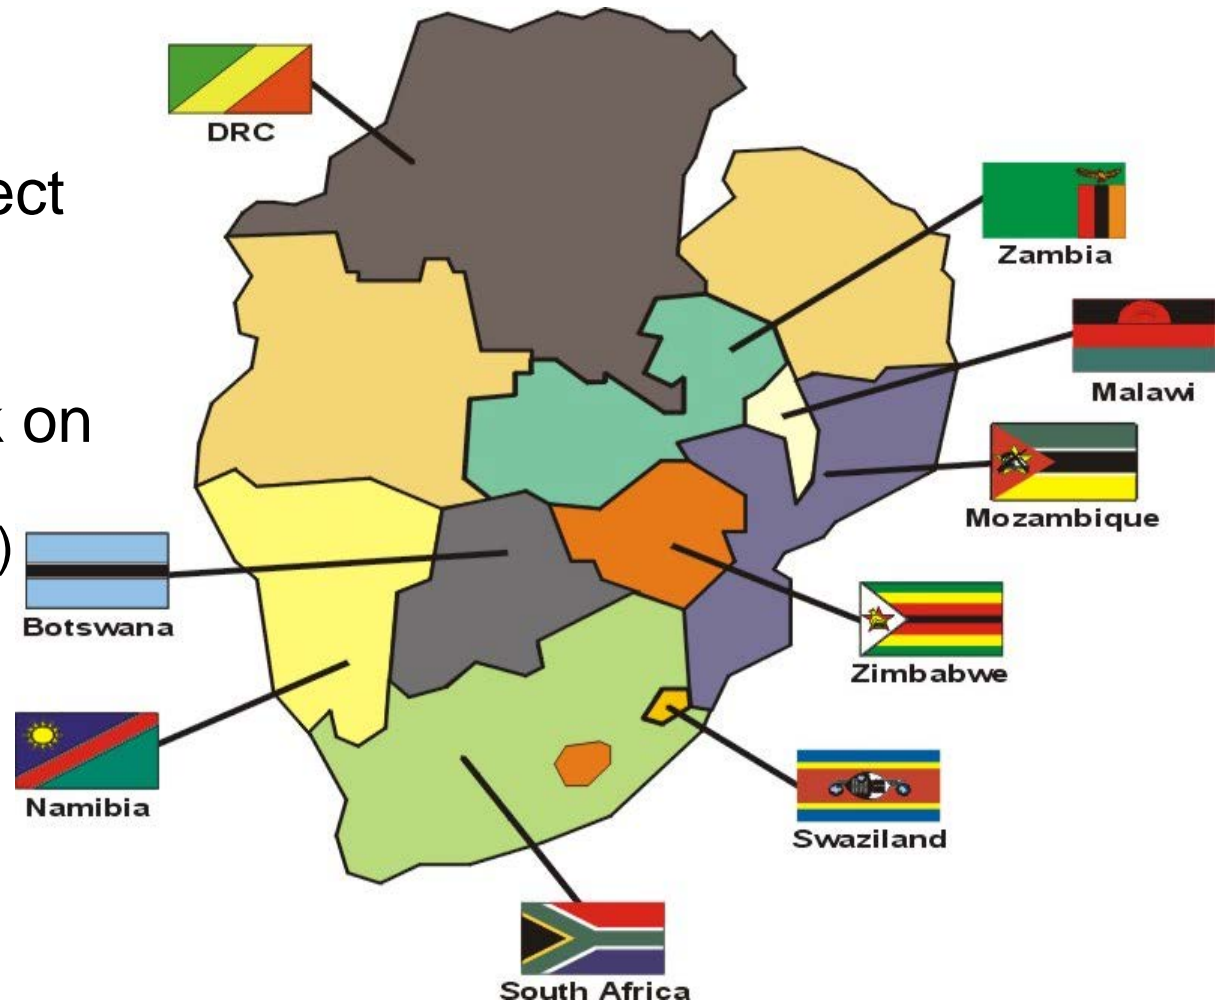 DRC
ect
Zambia
Malawi
k on
Mozambique
)
Botswana
Zimbabwe
Namibia
Swaziland
South Africa